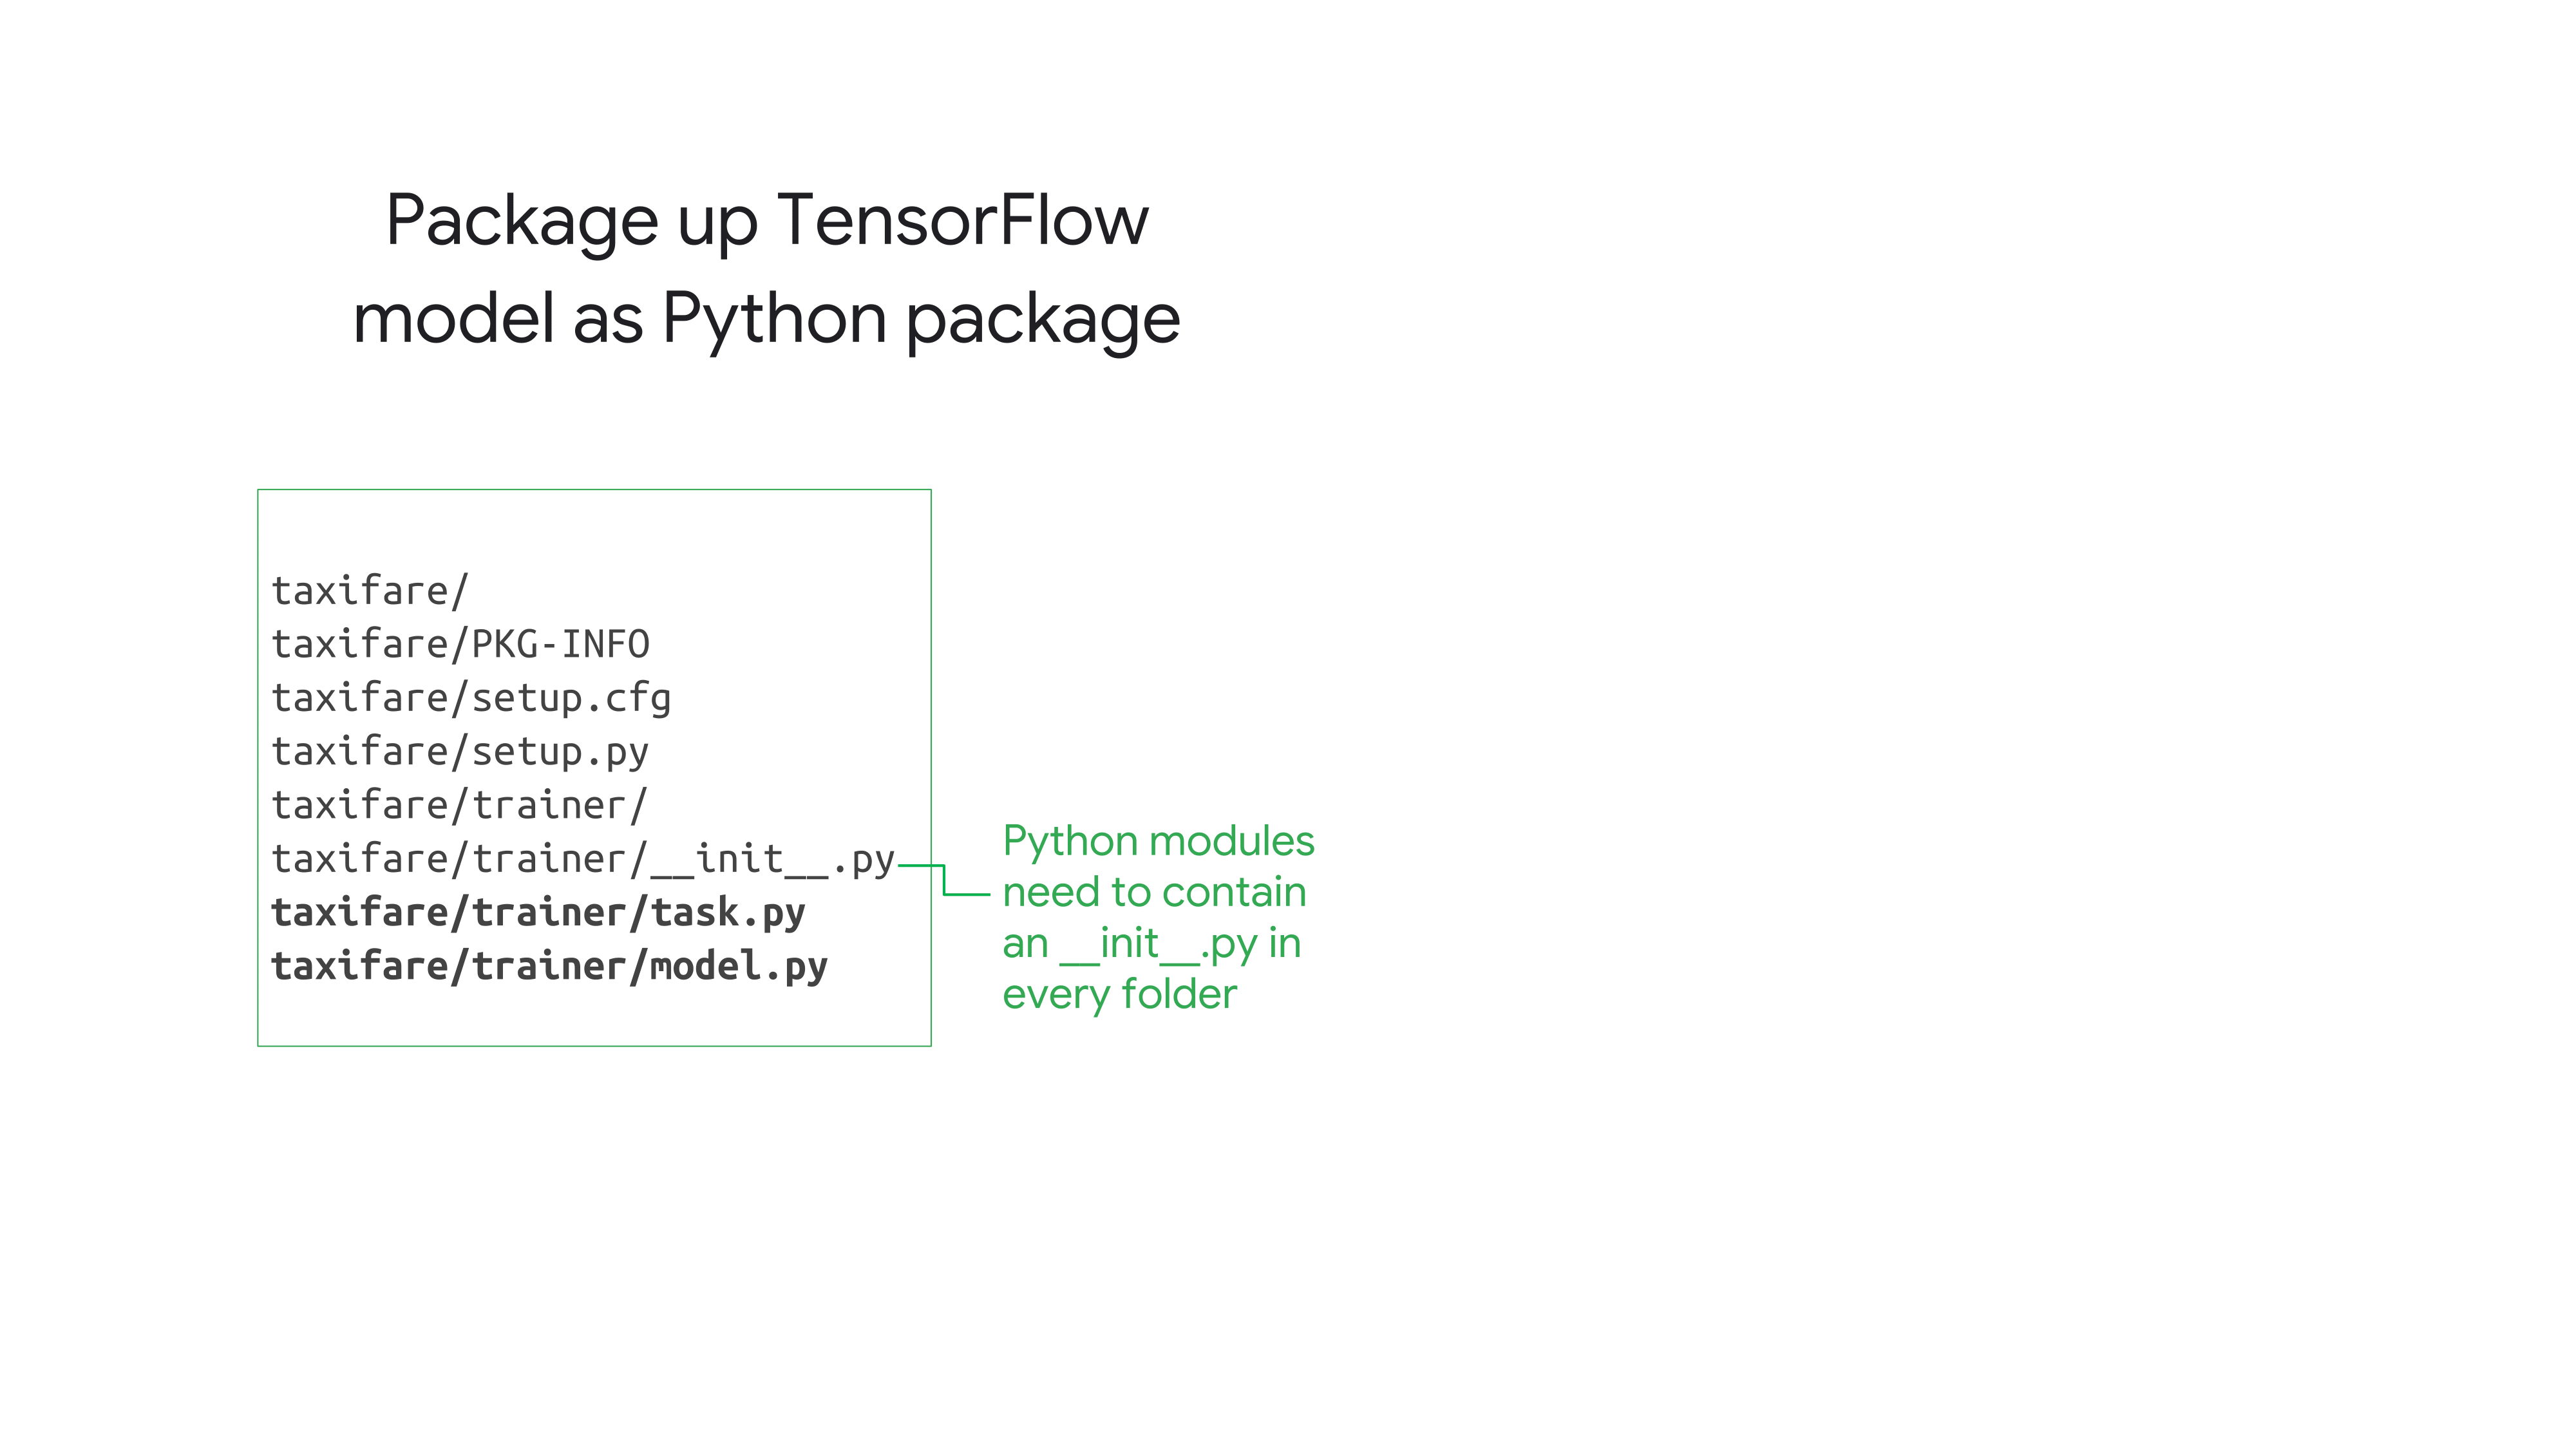 Package up TensorFlow
model as Python package
taxifare/
taxifare/PKG-INFO
taxifare/setup.cfg
taxifare/setup.py
taxifare/trainer/
taxifare/trainer/__init__.py
taxifare/trainer/task.py
taxifare/trainer/model.py
Python modules
need to contain
an __init__.py in
every folder